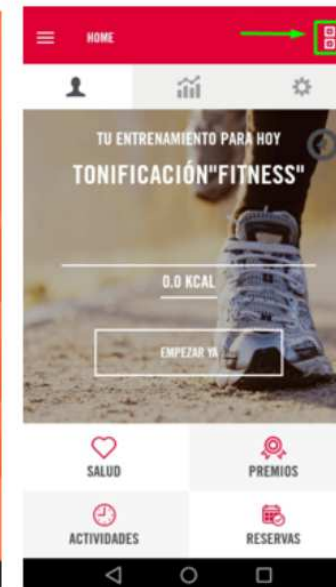 HOME
TU ENTRENAMIENTO PARA HOY
TONIFICACIÓN"FITNESS"
0.0 KCAL
EMPEZAR YA
SALUD
PREMIOS
ACTIVIDADES
RESERVAS